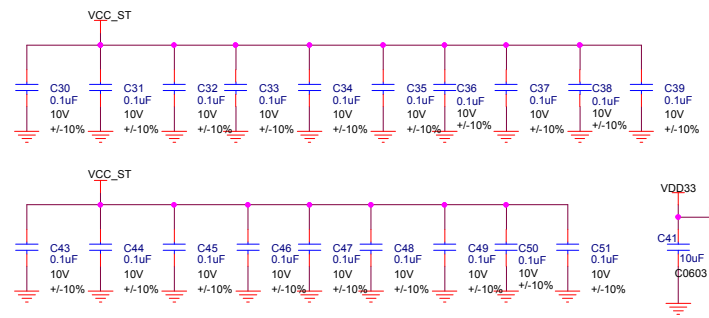 VCC_ST
C30 C31 C32 C33 C34 C35 C36 C37 C38 C39
0.1uF 0.1uF 0.1uF 0.1uF 0.1uF 0.1uF 0.1uF 0.1uF 0.1uF 0.1uF
10V 10V 10V 10V 10V 10V 10V 10V 10V 10V
+/-10% +/-10% +/-10% +/-10% +/-10% +/-10% +/-10% +/-10% +/-10% +/-10%
VCC_ST VDD33
C43 C44 C45 C46 C47 C48 C49 C50 C51 C41
0.1uF 0.1uF 0.1uF 0.1uF 0.1uF 0.1uF 0.1uF 0.1uF 0.1uF 10uF
10V 10V 10V 10V 10V 10V 10V 10V 10V C0603
+/-10% +/-10% +/-10% +/-10% +/-10% +/-10% +/-10% +/-10% +/-10%